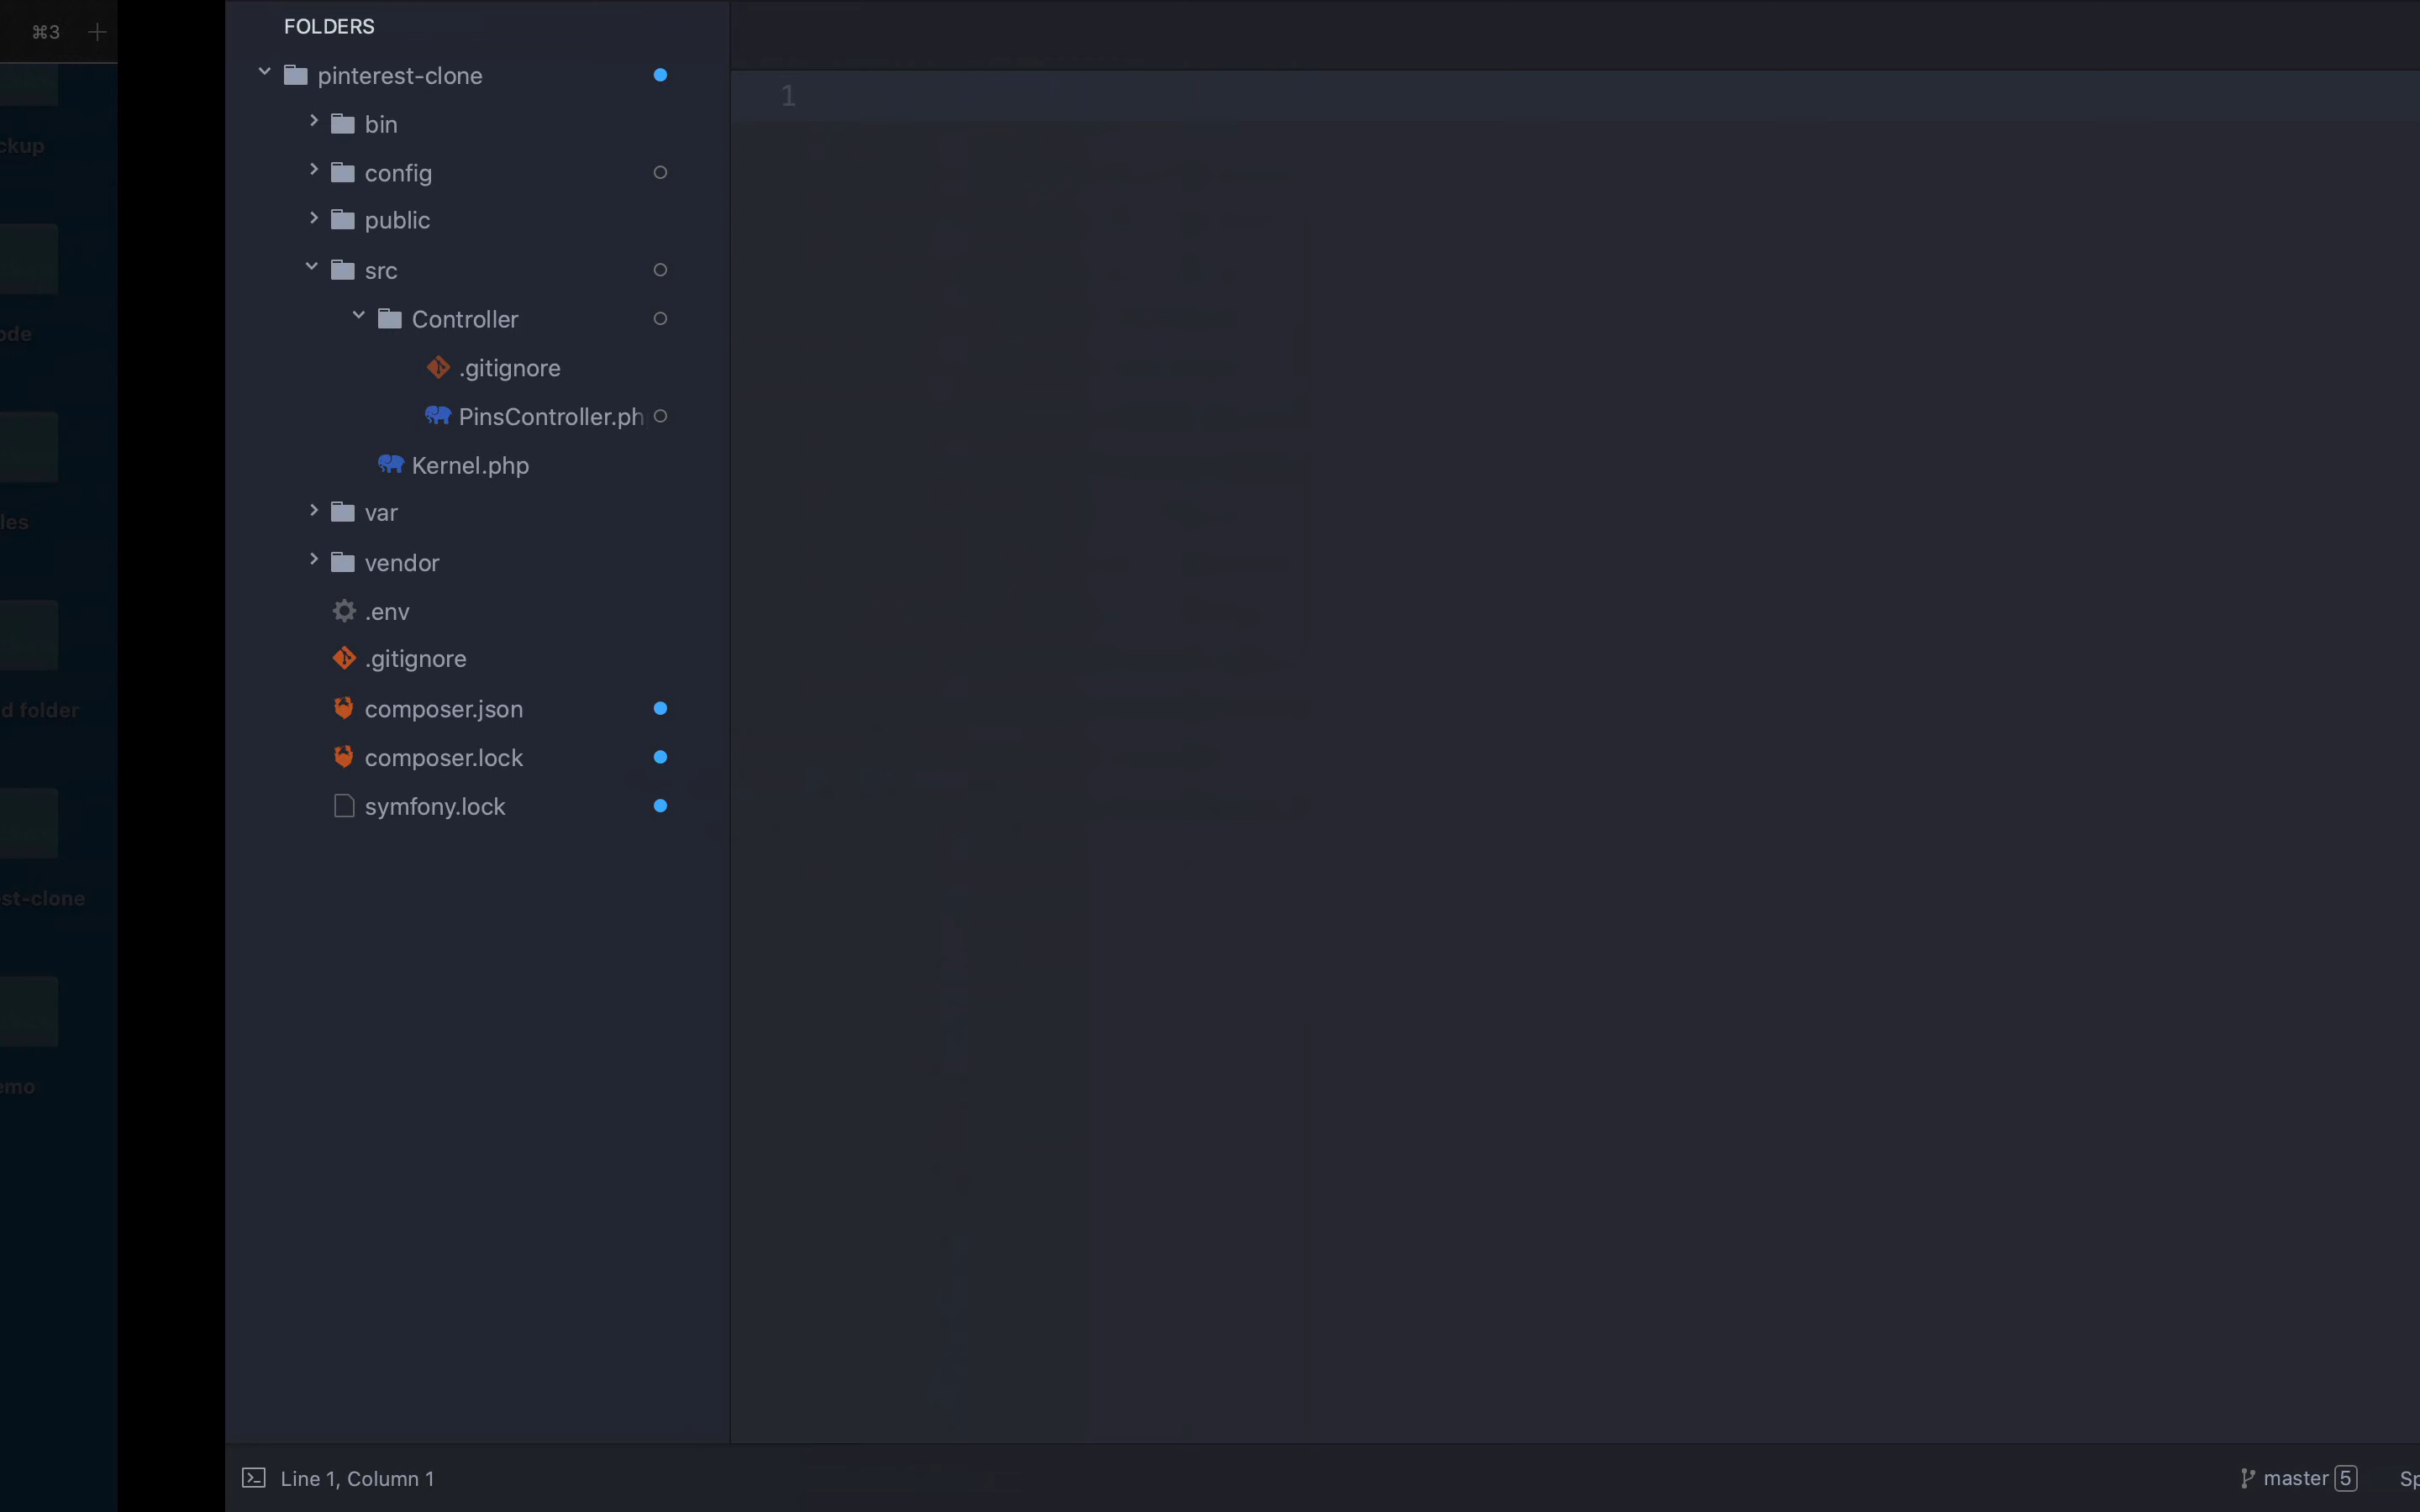 ⌘3 +
FOLDERS
pinterest-clone
bin
ckup
config
public
src
Controller
ode
.gitignore
PinsController.ph
Kernel.php
var
les
vendor
.env
.gitignore
composer.json
d folder
composer.lock
symfony.lock
st-clone
emo
1
Line 1, Column 1
master 5
Sp